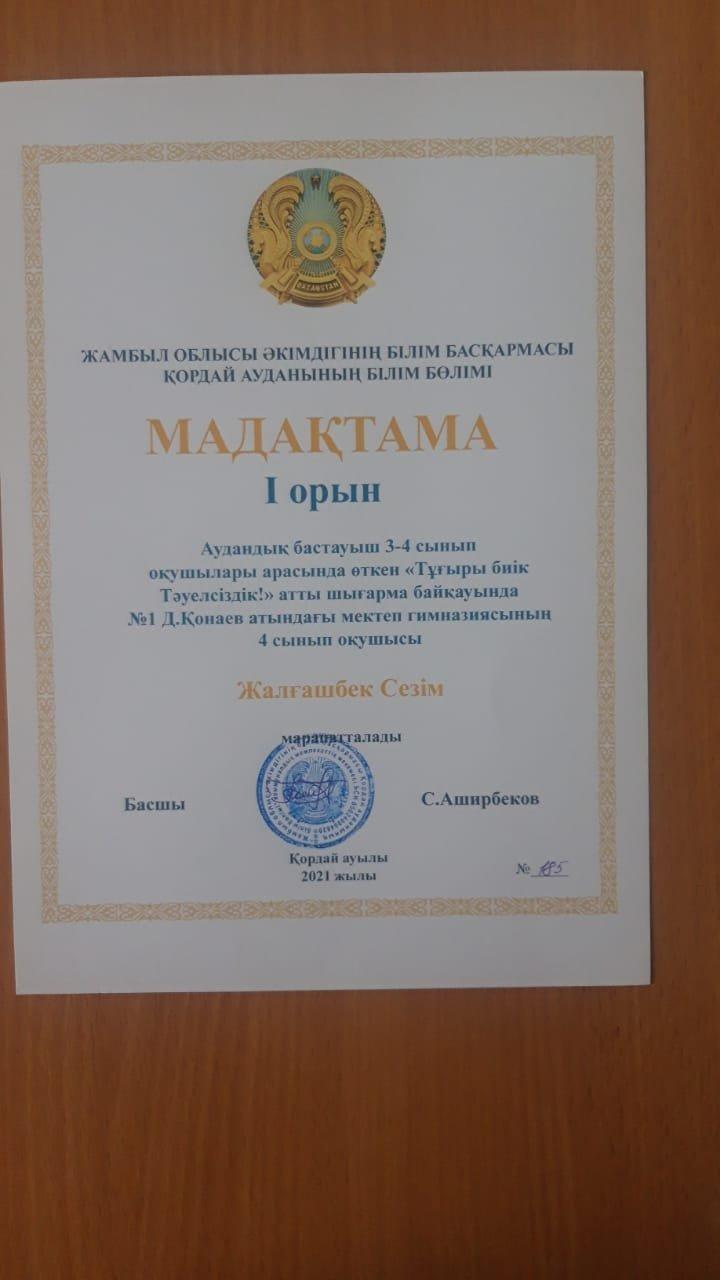 QAZAQSTAN
ЖАМБЫЛ ОБЛЫСЫ ӘКІМДІГІНІҢ БІЛІМ БАСҚАРМАСЫ
ҚОРДАЙ АУДАНЫНЫҢ БІЛІМ БӨЛІМІ
МАДАҚТАМА
І орын
Аудандық бастауыш 3-4 сынып
оқушылары арасында өткен «Тұғыры биік
Тәуелсіздік!» атты шығарма байқауында
№1 Д.Қонаев атындағы мектеп гимназиясының
4 сынып оқушысы
Жалғашбек Сезім
марапатталады
Басшы
С.Аширбеков
Қордай ауылы
2021 жылы
№ 185